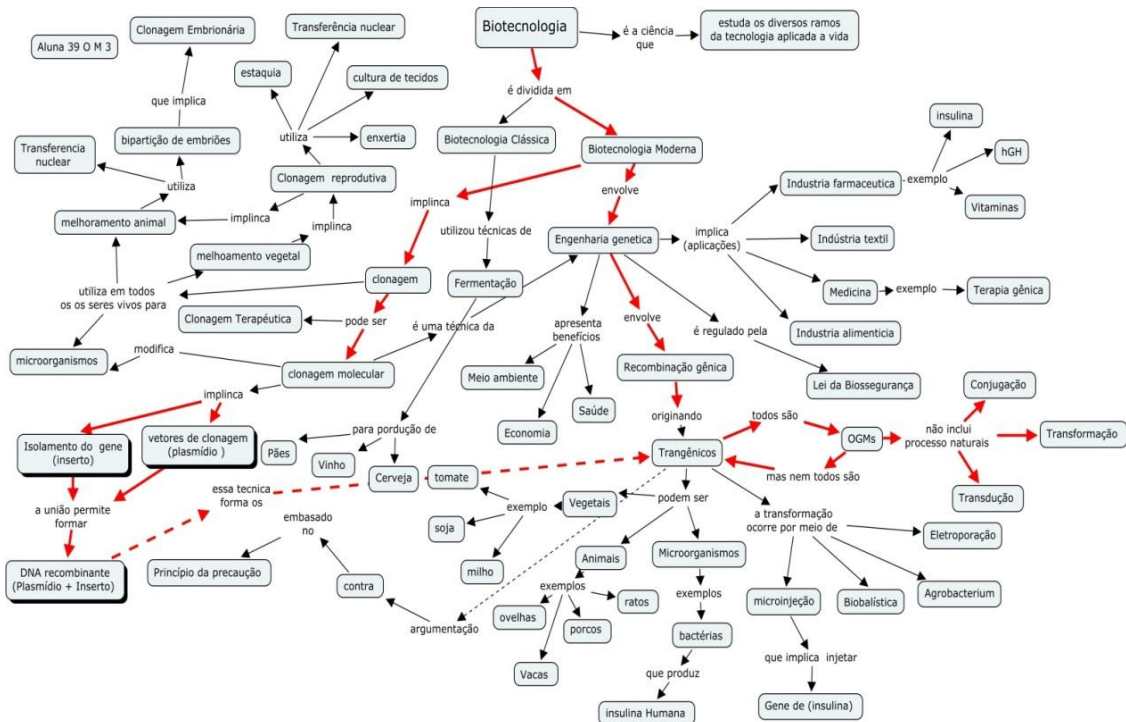 Biotecnologia
é a ciência
que
estuda os diversos ramos
da tecnologia aplicada a vida
Aluna 39 O M 3
Clonagem Embrionária
Transferência nuclear
estaquia
cultura de tecidos
é dividida em
que implica
bipartição de embriões
utiliza
enxertia
Biotecnologia Clássica
Biotecnologia Moderna
Transferencia
nuclear
utiliza
Clonagem reprodutiva
implinca
envolve
Industria farmaceutica
exemplo
insulina
hGH
Vitaminas
melhoramento animal
implinca
implinca
utilizou técnicas de
Engenharia genetica
implica
(aplicações)
Indústria textil
melhoamento vegetal
clonagem
Fermentação
Medicina
exemplo
Terapia gênica
utiliza em todos
os os seres vivos para
Clonagem Terapéutica
pode ser
é uma técnica da
apresenta
benefícios
envolve
é regulado pela
Industria alimenticia
microorganismos
modifica
clonagem molecular
Meio ambiente
Recombinação gênica
Lei da Biossegurança
Conjugação
implinca
Saúde
originando
todos são
Economia
OGMs
não inclui
processo naturais
Transformação
Isolamento do gene
(inserto)
vetores de clonagem
(plasmídio )
para pordução de
Pães
Vinho
Cerveja
tomate
Trangênicos
mas nem todos são
Transdução
a união permite
formar
essa tecnica
forma os
embasado
no
soja
exemplo
Vegetais
podem ser
a transformação
ocorre por meio de
Eletroporação
DNA recombinante
(Plasmídio + Inserto)
Princípio da precaução
contra
milho
Animais
Microorganismos
argumentação
exemplos
ovelhas
porcos
ratos
exemplos
microinjeção
Biobalística
Agrobacterium
Vacas
bactérias
que produz
que implica injetar
insulina Humana
Gene de (insulina)